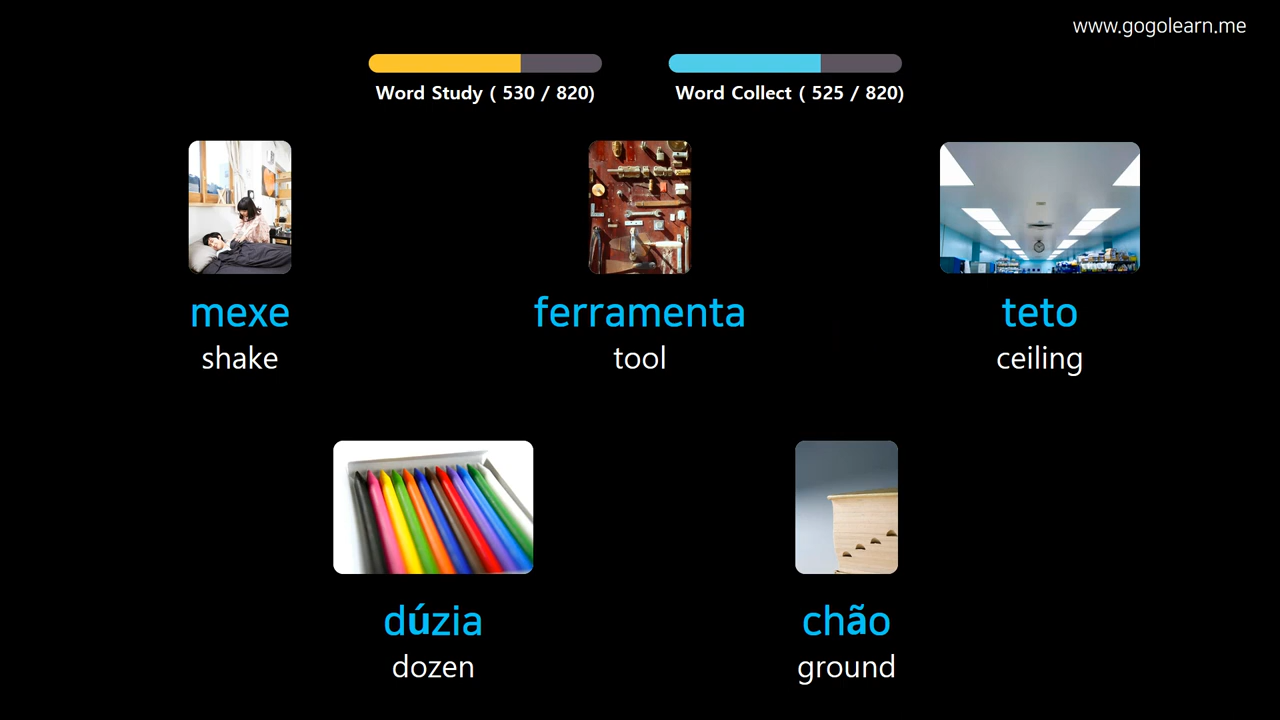 www.gogolearn.me
Word Study ( 530 / 820)
Word Collect ( 525 / 820)
mexe
shake
ferramenta
tool
teto
ceiling
dúzia
dozen
chão
ground